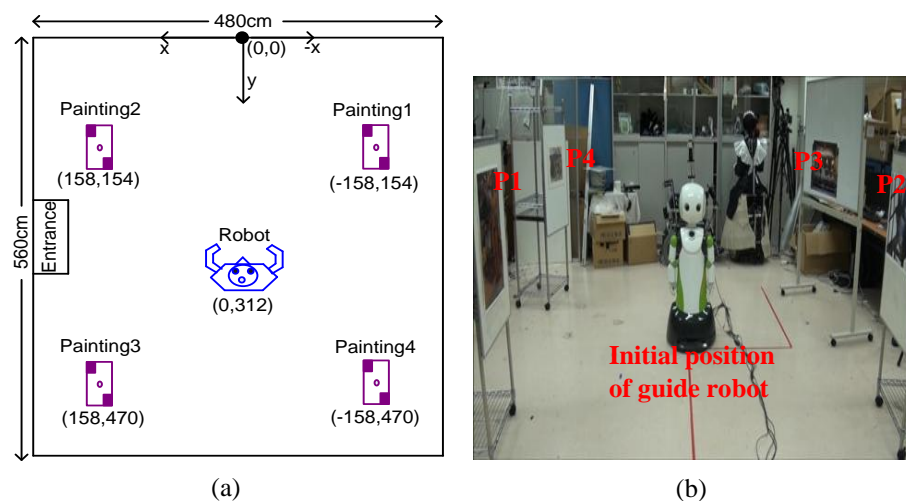 480cm
x
(0,0)
-x
y
Painting2
Painting1
(158,154)
(-158,154)
560cm
Entrance
Robot
(0,312)
Painting3
Painting4
(158,470)
(-158,470)
(a)
P1
P4
P3
P2
Initial position
of guide robot
(b)